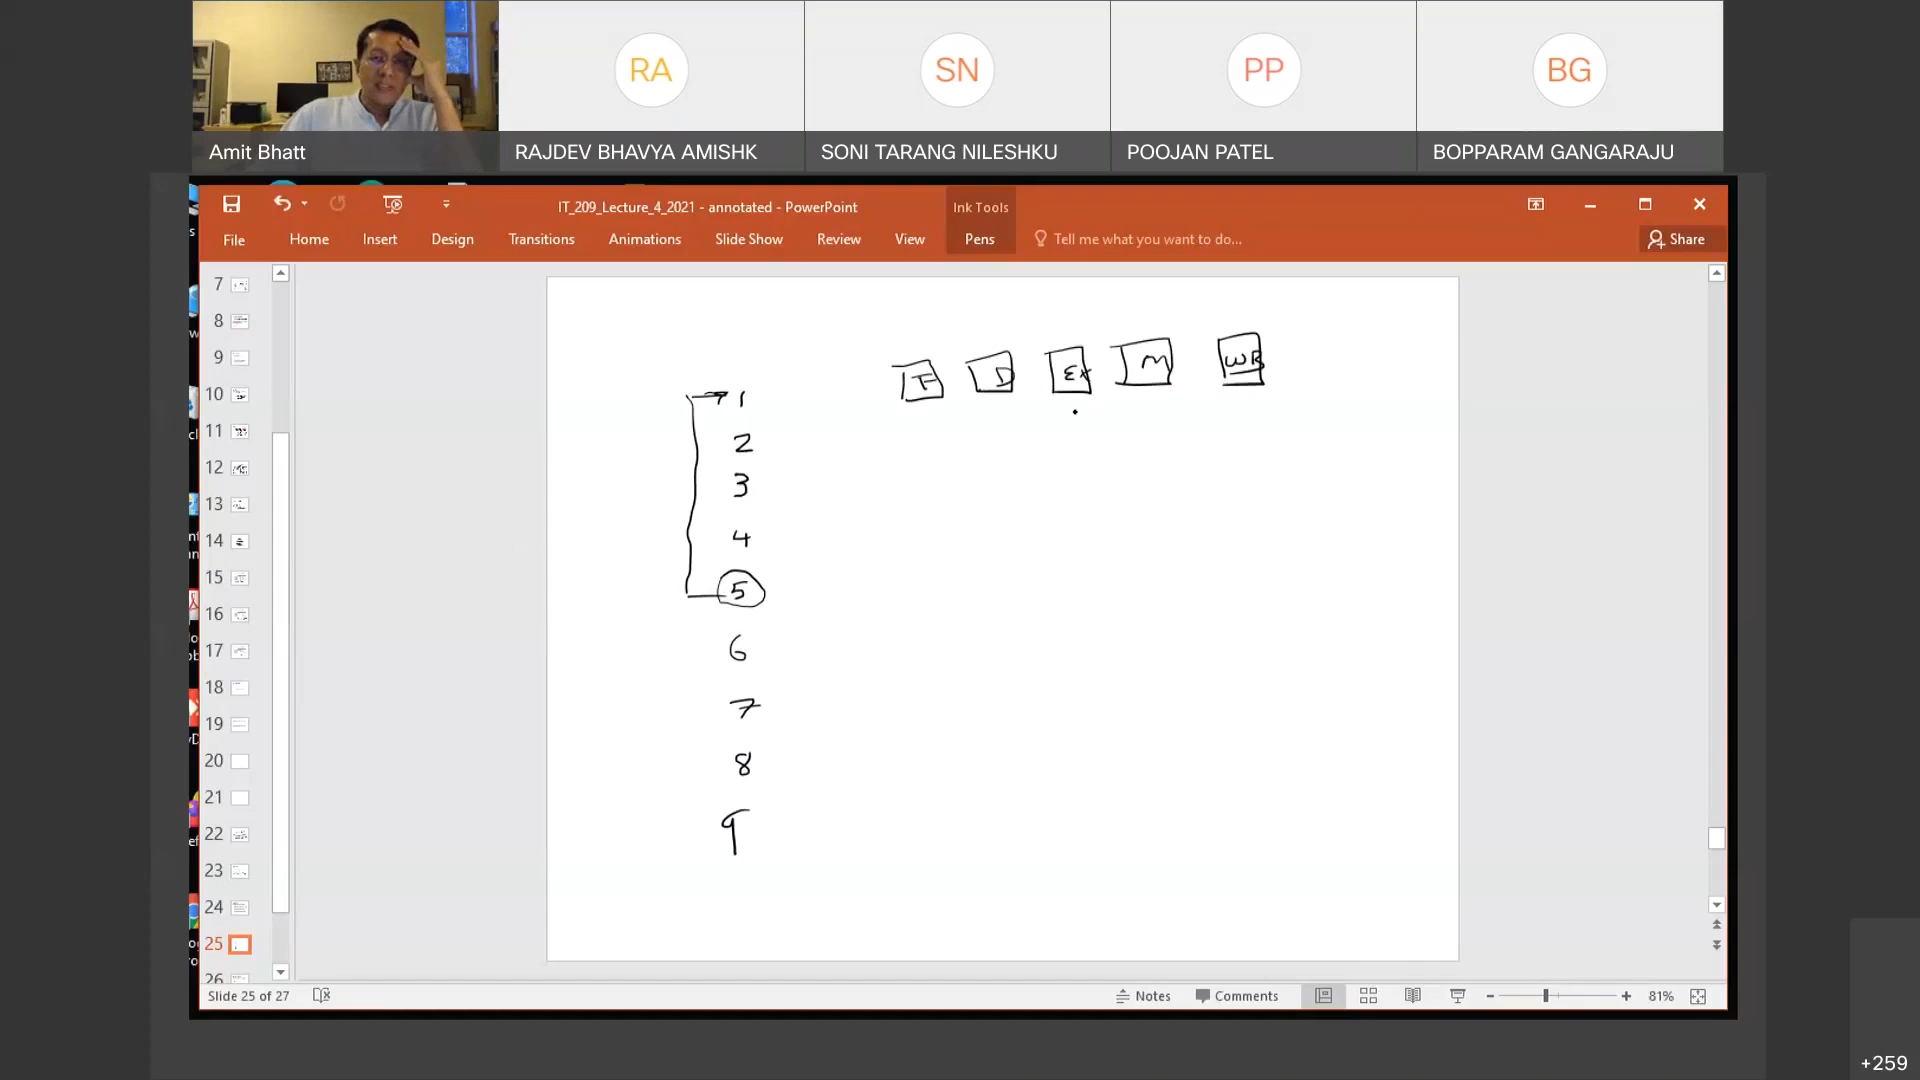 RA
SN
PP
BG
Amit Bhatt
RAJDEV BHAVYA AMISHK
SONI TARANG NILESHKU
POOJAN PATEL
BOPPARAM GANGARAJU
IT_209_Lecture_4_2021 - annotated - PowerPoint
Ink Tools
File
Home
Insert
Design
Transitions
Animations
Slide Show
Review
View
Pens
Tell me what you want to do...
Share
7
8
9
10
11
12
13
14
15
16
17
18
19
20
21
22
23
24
25
26
F D Ex M WB
1
2
3
4
5
6
7
8
9
Slide 25 of 27
Notes
Comments
81%
+259